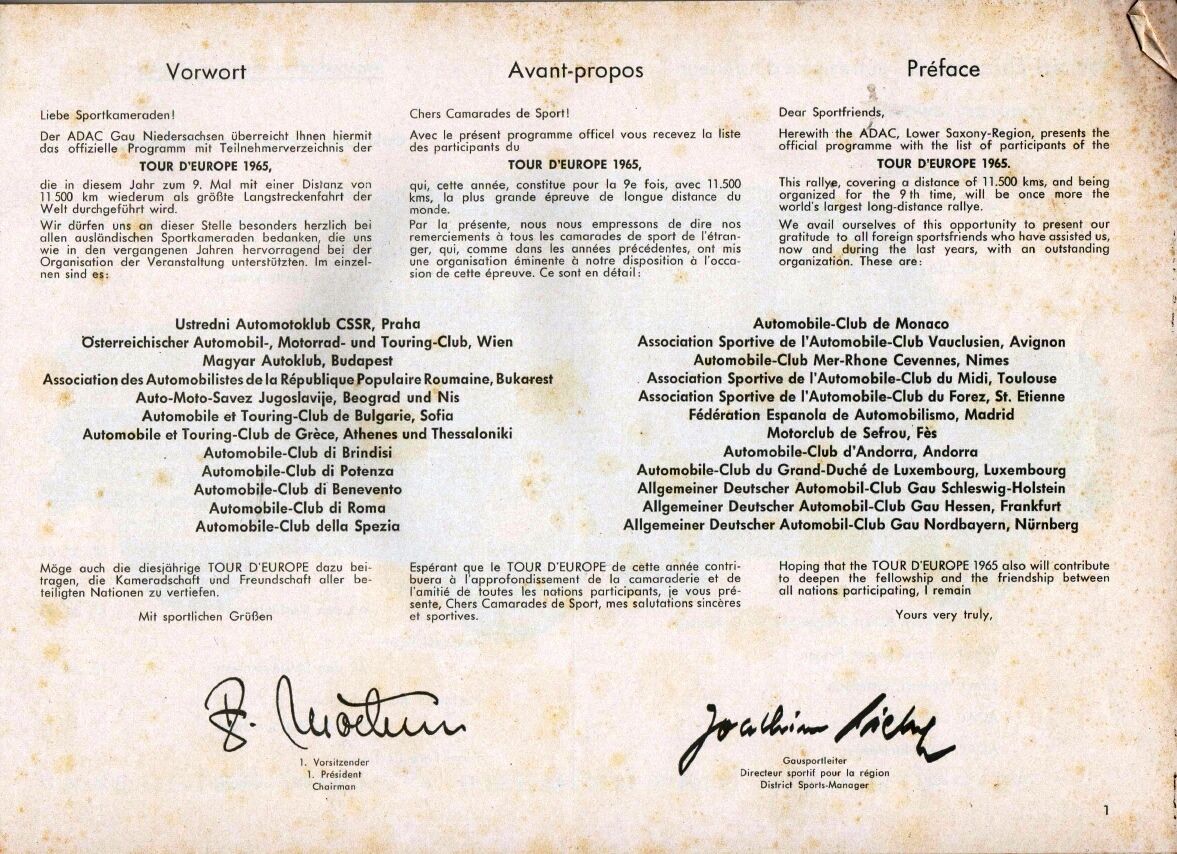 Vorwort
Liebe Sportkameraden!
Der ADAC Gau Niedersachsen überreicht Ihnen hiermit
das offizielle Programm mit Teilnehmerverzeichnis der
TOUR D'EUROPE 1965,
die in diesem Jahr zum 9. Mal mit einer Distanz von
11 500 km wiederum als größte Langstreckenfahrt der
Welt durchgeführt wird.
Wir dürfen uns an dieser Stelle besonders herzlich bei
allen ausländischen Sportkameraden bedanken, die uns
wie in den vergangenen Jahren hervorragend bei der
Organisation der Veranstaltung unterstützten. Im einzel-
nen sind es:
Avant-propos
Chers Camarades de Sport!
Avec le présent programme officel vous recevez la liste
des participants du
TOUR D'EUROPE 1965,
qui, cette année, constitue pour la 9e fois, avec 11.500
kms, la plus grande épreuve de longue distance du
monde.
Par la présente, nous nous empressons de dire nos
remerciements à tous les camarades de sport de l'étran-
ger, qui, comme dans les années précédentes, ont mis
une organisation éminente à notre disposition à l'occa-
sion de cette épreuve. Ce sont en détail:
Préface
Dear Sportfriends,
Herewith the ADAC, Lower Saxony-Region, presents the
official programme with the list of participants of the
TOUR D'EUROPE 1965.
This rallye, covering a distance of 11.500 kms, and being
organized for the 9 th time, will be once more the
world's largest long-distance rallye.
We avail ourselves of this opportunity to present our
gratitude to all foreign sportsfriends who have assisted us,
now and during the last years, with an outstanding
organization. These are:
Ustredni Automotoklub CSSR, Praha
Österreichischer Automobil-, Motorrad- und Touring-Club, Wien
Magyar Autoklub, Budapest
Association des Automobilistes de la République Populaire Roumaine, Bukarest
Auto-Moto-Savez Jugoslavije, Beograd und Nis
Automobile et Touring-Club de Bulgarie, Sofia
Automobile et Touring-Club de Grèce, Athenes und Thessaloniki
Automobile-Club di Brindisi
Automobile-Club di Potenza
Automobile-Club di Benevento
Automobile-Club di Roma
Automobile-Club della Spezia
Automobile-Club de Monaco
Association Sportive de l'Automobile-Club Vauclusien, Avignon
Automobile-Club Mer-Rhone Cevennes, Nimes
Association Sportive de l'Automobile-Club du Midi, Toulouse
Association Sportive de l'Automobile-Club du Forez, St. Etienne
Fédération Espanola de Automobilismo, Madrid
Motorclub de Sefrou, Fès
Automobile-Club d'Andorra, Andorra
Automobile-Club du Grand-Duché de Luxembourg, Luxembourg
Allgemeiner Deutscher Automobil-Club Gau Schleswig-Holstein
Allgemeiner Deutscher Automobil-Club Gau Hessen, Frankfurt
Allgemeiner Deutscher Automobil-Club Gau Nordbayern, Nürnberg
Möge auch die diesjährige TOUR D'EUROPE dazu bei-
tragen, die Kameradschaft und Freundschaft aller be-
teiligten Nationen zu vertiefen.
Mit sportlichen Grüßen
Espérant que le TOUR D'EUROPE de cette année contri-
buera à l'approfondissement de la camaraderie et de
l'amitié de toutes les nations participants, je vous pré-
sente, Chers Camarades de Sport, mes salutations sincères
et sportives.
Hoping that the TOUR D'EUROPE 1965 also will contribute
to deepen the fellowship and the friendship between
all nations participating, I remain
Yours very truly,
1. Vorsitzender
1. Président
Chairman
Joachim
Gausportleiter
Directeur sportif pour la région
District Sports-Manager
1